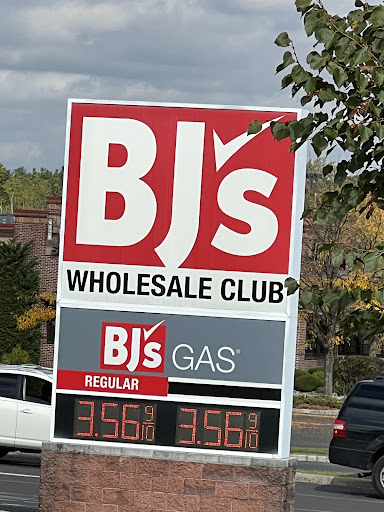 BJ's
WHOLESALE CLUB
BJ's GAS®
REGULAR
3.56 9/10 3.56 9/10